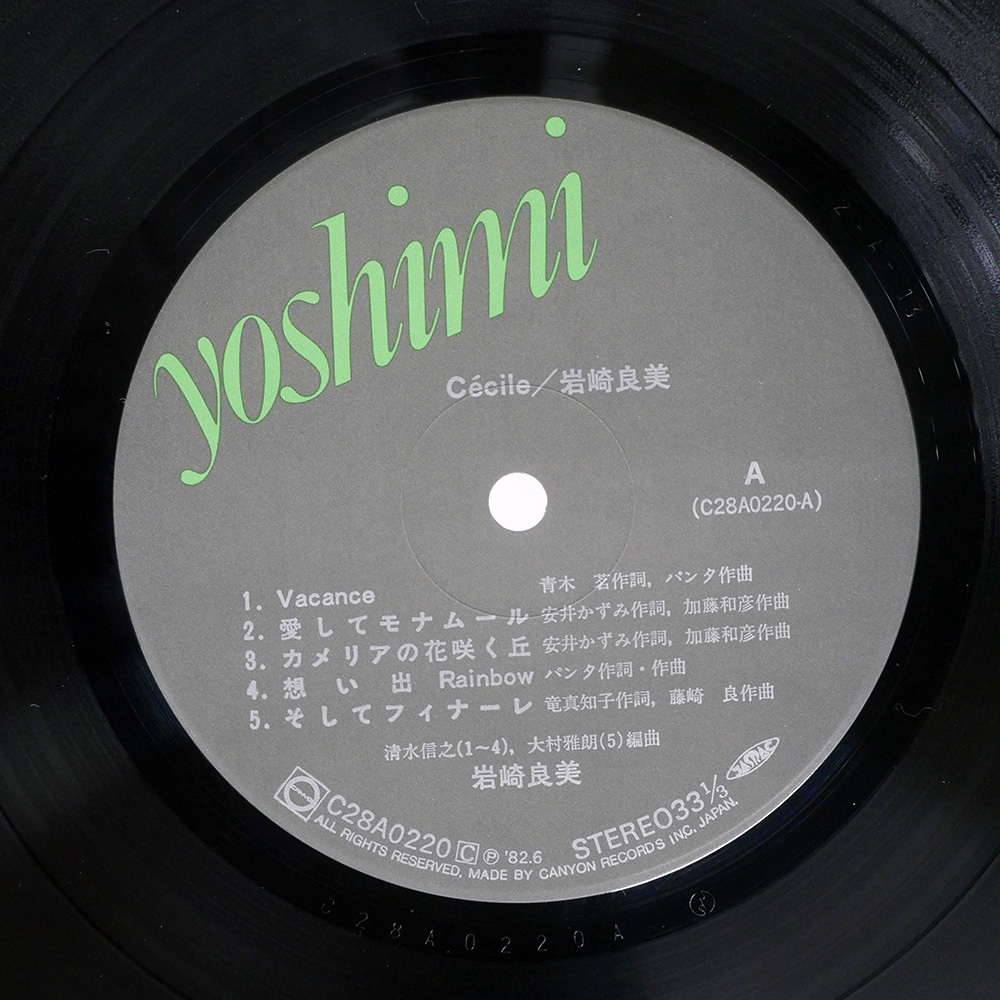 yoshimi
Cécile／岩崎良美
A
(C28A0220-A)
1. Vacance 青木 茗作詞, パンタ作曲
2. 愛してモナムール 安井かずみ作詞, 加藤和彦作曲
3. カメリアの花咲く丘 安井かずみ作詞, 加藤和彦作曲
4. 想い出 Rainbow パンタ作詞・作曲
5. そしてフィナーレ 竜真知子作詞, 藤崎 良作曲
清水信之(1〜4), 大村雅朗(5)編曲
岩崎良美
JASRAC
C28A0220 C Ⓟ '82.6 STEREO33⅓
ALL RIGHTS RESERVED, MADE BY CANYON RECORDS INC, JAPAN.
C28A0220A
2-A-13